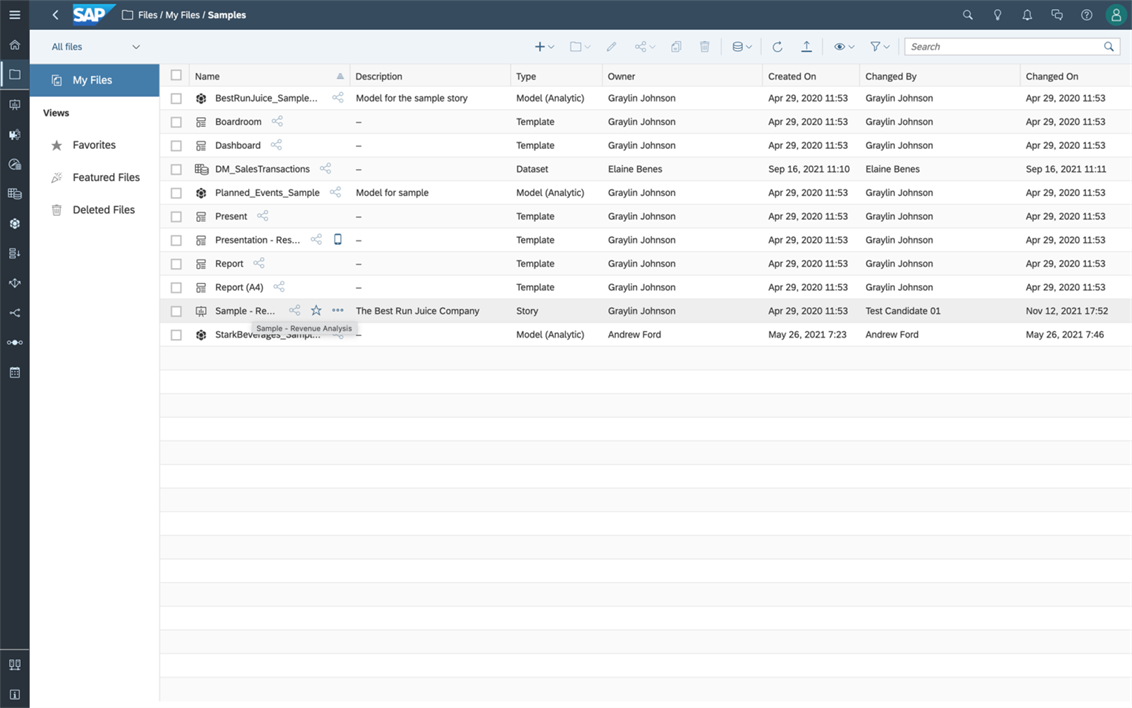 SAP Files / My Files / Samples
All files
Search
My Files
Views
Favorites
Featured Files
Deleted Files
Name Description Type Owner Created On Changed By Changed On
BestRunJuice_Sample... Model for the sample story Model (Analytic) Graylin Johnson Apr 29, 2020 11:53 Graylin Johnson Apr 29, 2020 11:53
Boardroom – Template Graylin Johnson Apr 29, 2020 11:53 Graylin Johnson Apr 29, 2020 11:53
Dashboard – Template Graylin Johnson Apr 29, 2020 11:53 Graylin Johnson Apr 29, 2020 11:53
DM_SalesTransactions – Dataset Elaine Benes Sep 16, 2021 11:10 Elaine Benes Sep 16, 2021 11:11
Planned_Events_Sample Model for sample Model (Analytic) Graylin Johnson Apr 29, 2020 11:53 Graylin Johnson Apr 29, 2020 11:53
Present – Template Graylin Johnson Apr 29, 2020 11:53 Graylin Johnson Apr 29, 2020 11:53
Presentation - Res... – Template Graylin Johnson Apr 29, 2020 11:53 Graylin Johnson Apr 29, 2020 11:53
Report – Template Graylin Johnson Apr 29, 2020 11:53 Graylin Johnson Apr 29, 2020 11:53
Report (A4) – Template Graylin Johnson Apr 29, 2020 11:53 Graylin Johnson Apr 29, 2020 11:53
Sample - Re... The Best Run Juice Company Story Graylin Johnson Apr 29, 2020 11:53 Test Candidate 01 Nov 12, 2021 17:52
Sample - Revenue Analysis
StarkBeverages_Sampl... – Model (Analytic) Andrew Ford May 26, 2021 7:23 Andrew Ford May 26, 2021 7:46